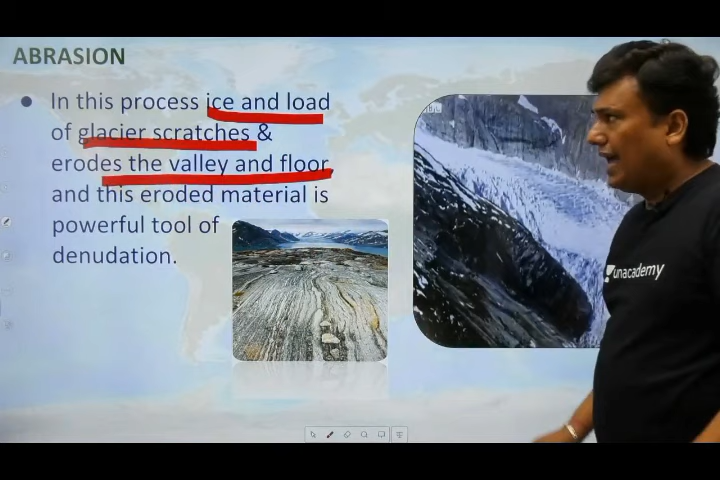 ABRASION
● In this process ice and load
of glacier scratches &
erodes the valley and floor
and this eroded material is
powerful tool of
denudation.
unacademy